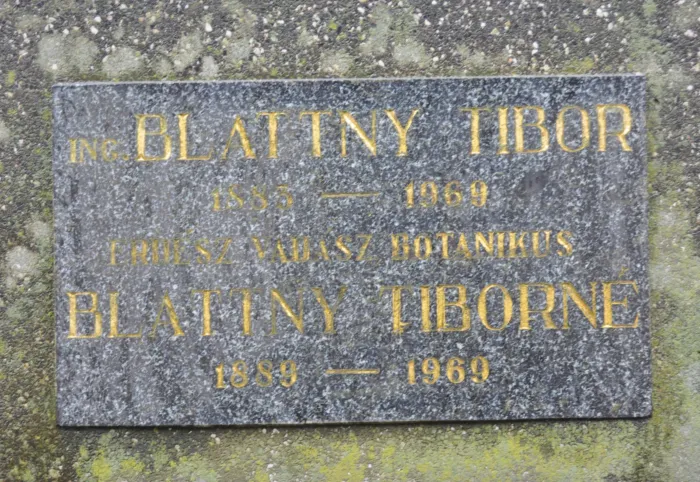 ING. BLATTNY TIBOR
1883 — 1969
ERDÉSZ VADÁSZ BOTANIKUS
BLATTNY TIBORNÉ
1889 — 1969